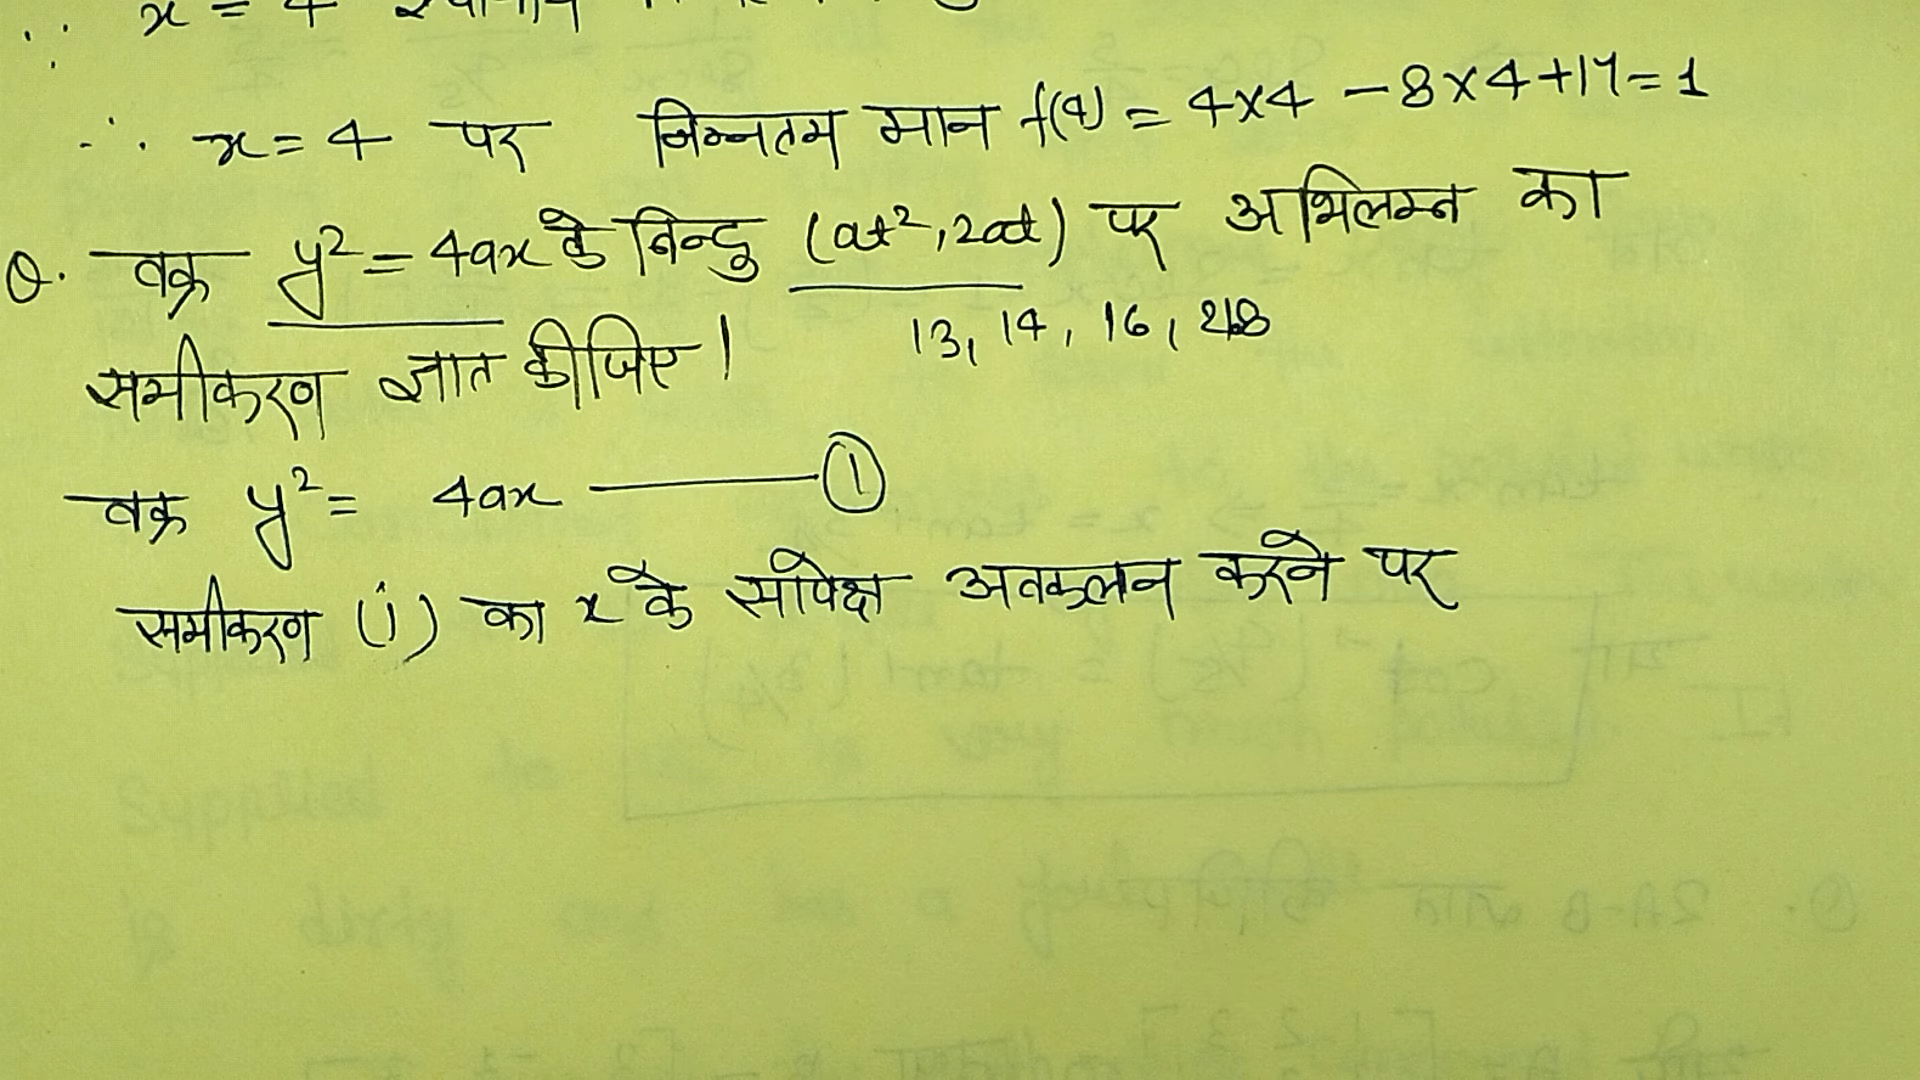 ∵ x = 4
∴ x = 4 पर निम्नतम मान f(4) = 4×4 - 8×4+17=1
Q. वक्र y² = 4ax के बिन्दु (at², 2at) पर अभिलम्ब का
समीकरण ज्ञात कीजिए। 13, 14, 16,
वक्र y² = 4ax ——— ①
समीकरण (i) का x के सापेक्ष अवकलन करने पर